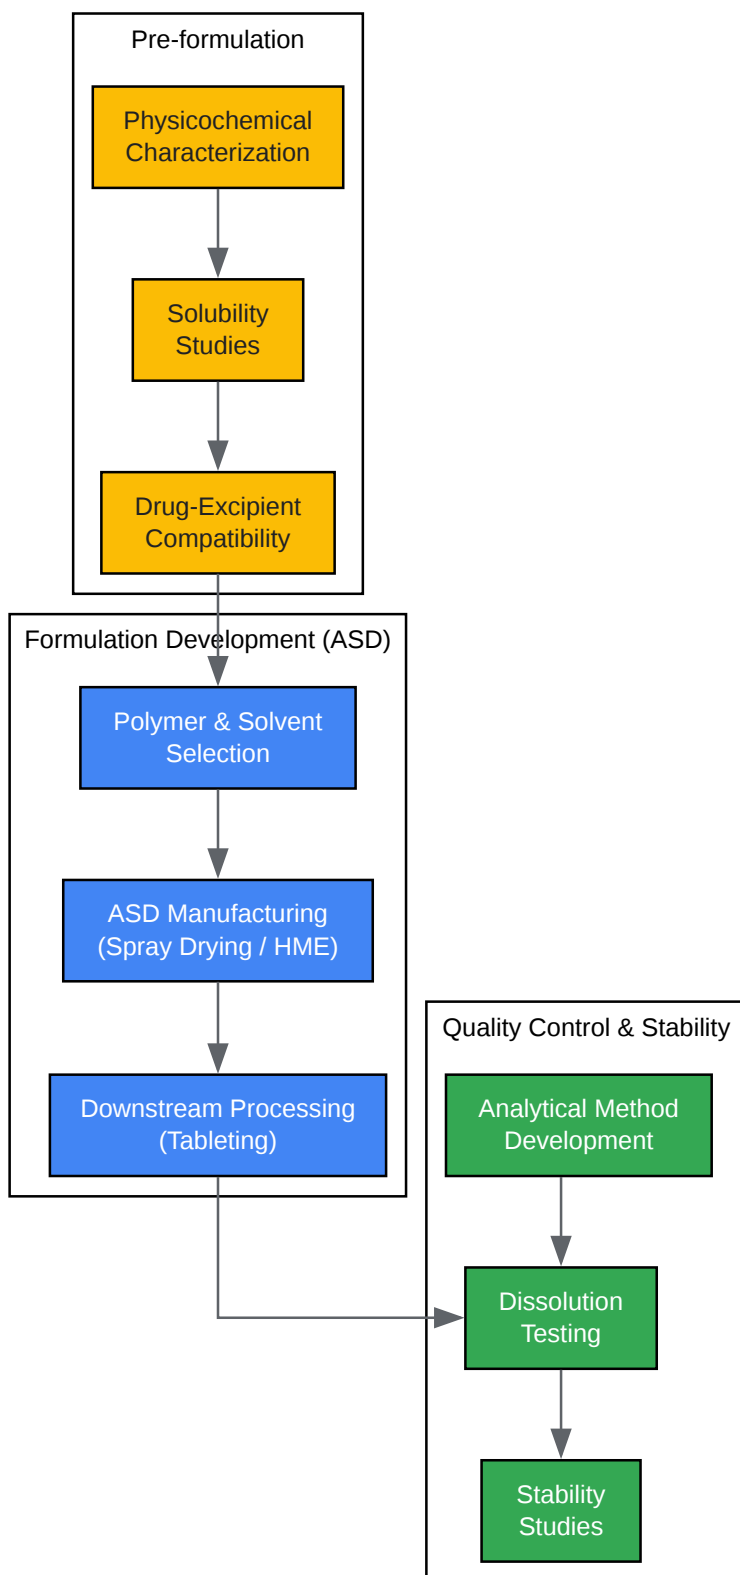 Pre-formulation
Physicochemical
Characterization
Solubility
Studies
Drug-Excipient
Compatibility
Formulation Development (ASD)
Polymer & Solvent
Selection
ASD Manufacturing
(Spray Drying / HME)
Downstream Processing
(Tableting)
Quality Control & Stability
Analytical Method
Development
Dissolution
Testing
Stability
Studies